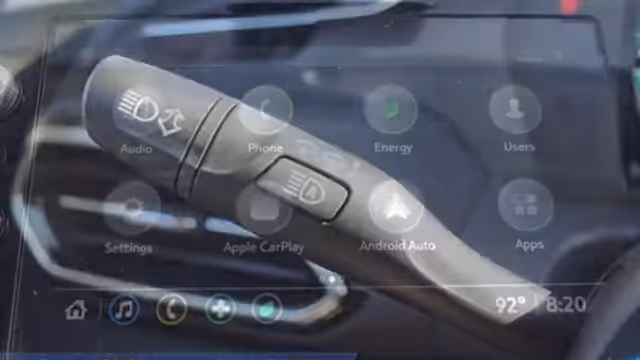 Audio Phone Energy Users
Settings Apple CarPlay Android Auto Apps
92° 8:20